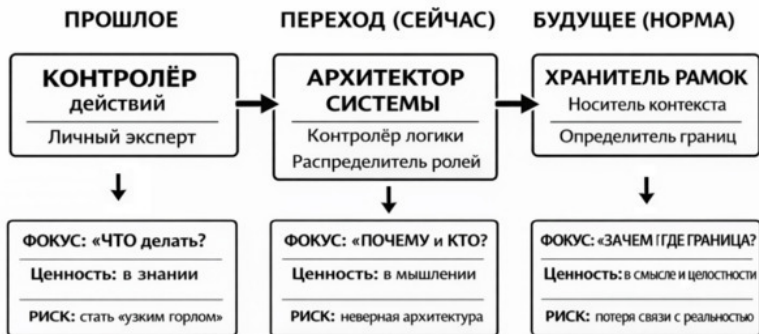 ПРОШЛОЕ
ПЕРЕХОД (СЕЙЧАС)
БУДУЩЕЕ (НОРМА)
КОНТРОЛЁР
действий
Личный эксперт
АРХИТЕКТОР
СИСТЕМЫ
Контролёр логики
Распределитель ролей
ХРАНИТЕЛЬ РАМОК
Носитель контекста
Определитель границ
ФОКУС: «ЧТО делать?
Ценность: в знании
РИСК: стать «узким горлом»
ФОКУС: «ПОЧЕМУ и КТО?
Ценность: в мышлении
РИСК: неверная архитектура
ФОКУС: «ЗАЧЕМ ГДЕ ГРАНИЦА?
Ценность: в смысле и целостности
РИСК: потеря связи с реальностью